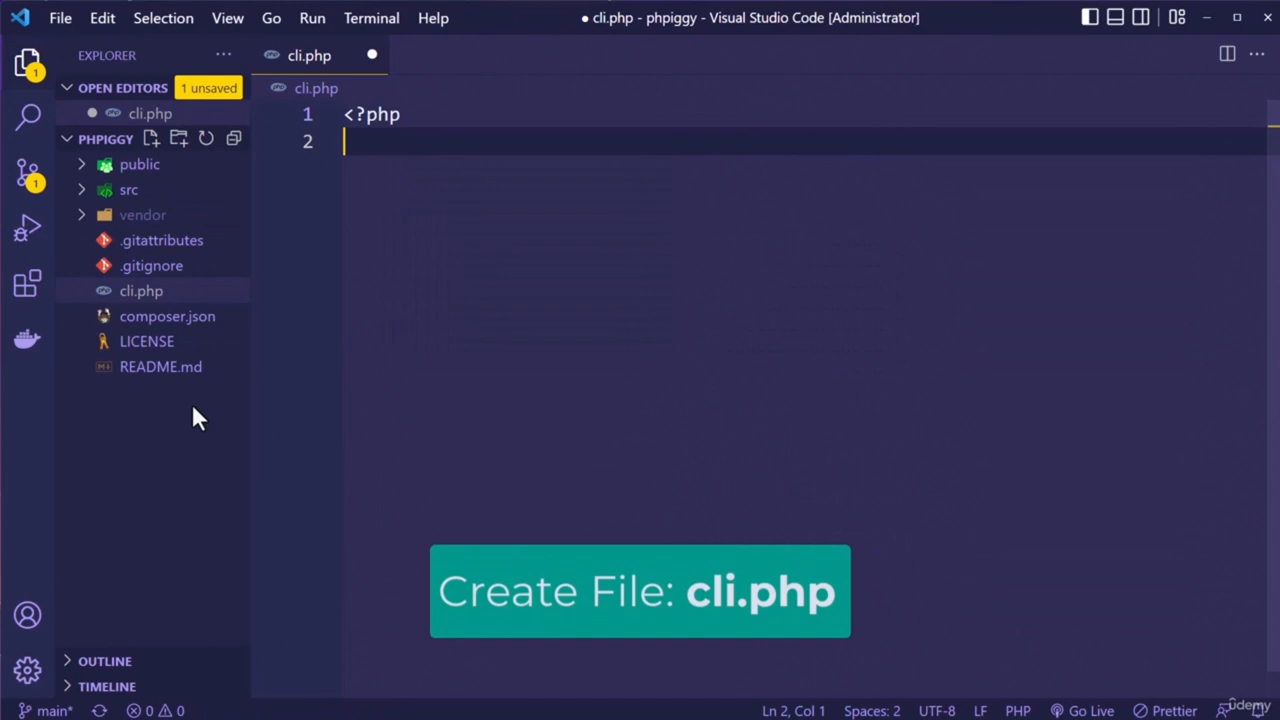 File Edit Selection View Go Run Terminal Help
● cli.php - phpiggy - Visual Studio Code [Administrator]
EXPLORER
cli.php
OPEN EDITORS
1 unsaved
cli.php
cli.php
PHPIGGY
public
src
vendor
.gitattributes
.gitignore
cli.php
composer.json
LICENSE
README.md
1 <?php
2
Create File: cli.php
OUTLINE
TIMELINE
1
1
main* 0 0
Ln 2, Col 1 Spaces: 2 UTF-8 LF PHP Go Live Prettier
ûdemy